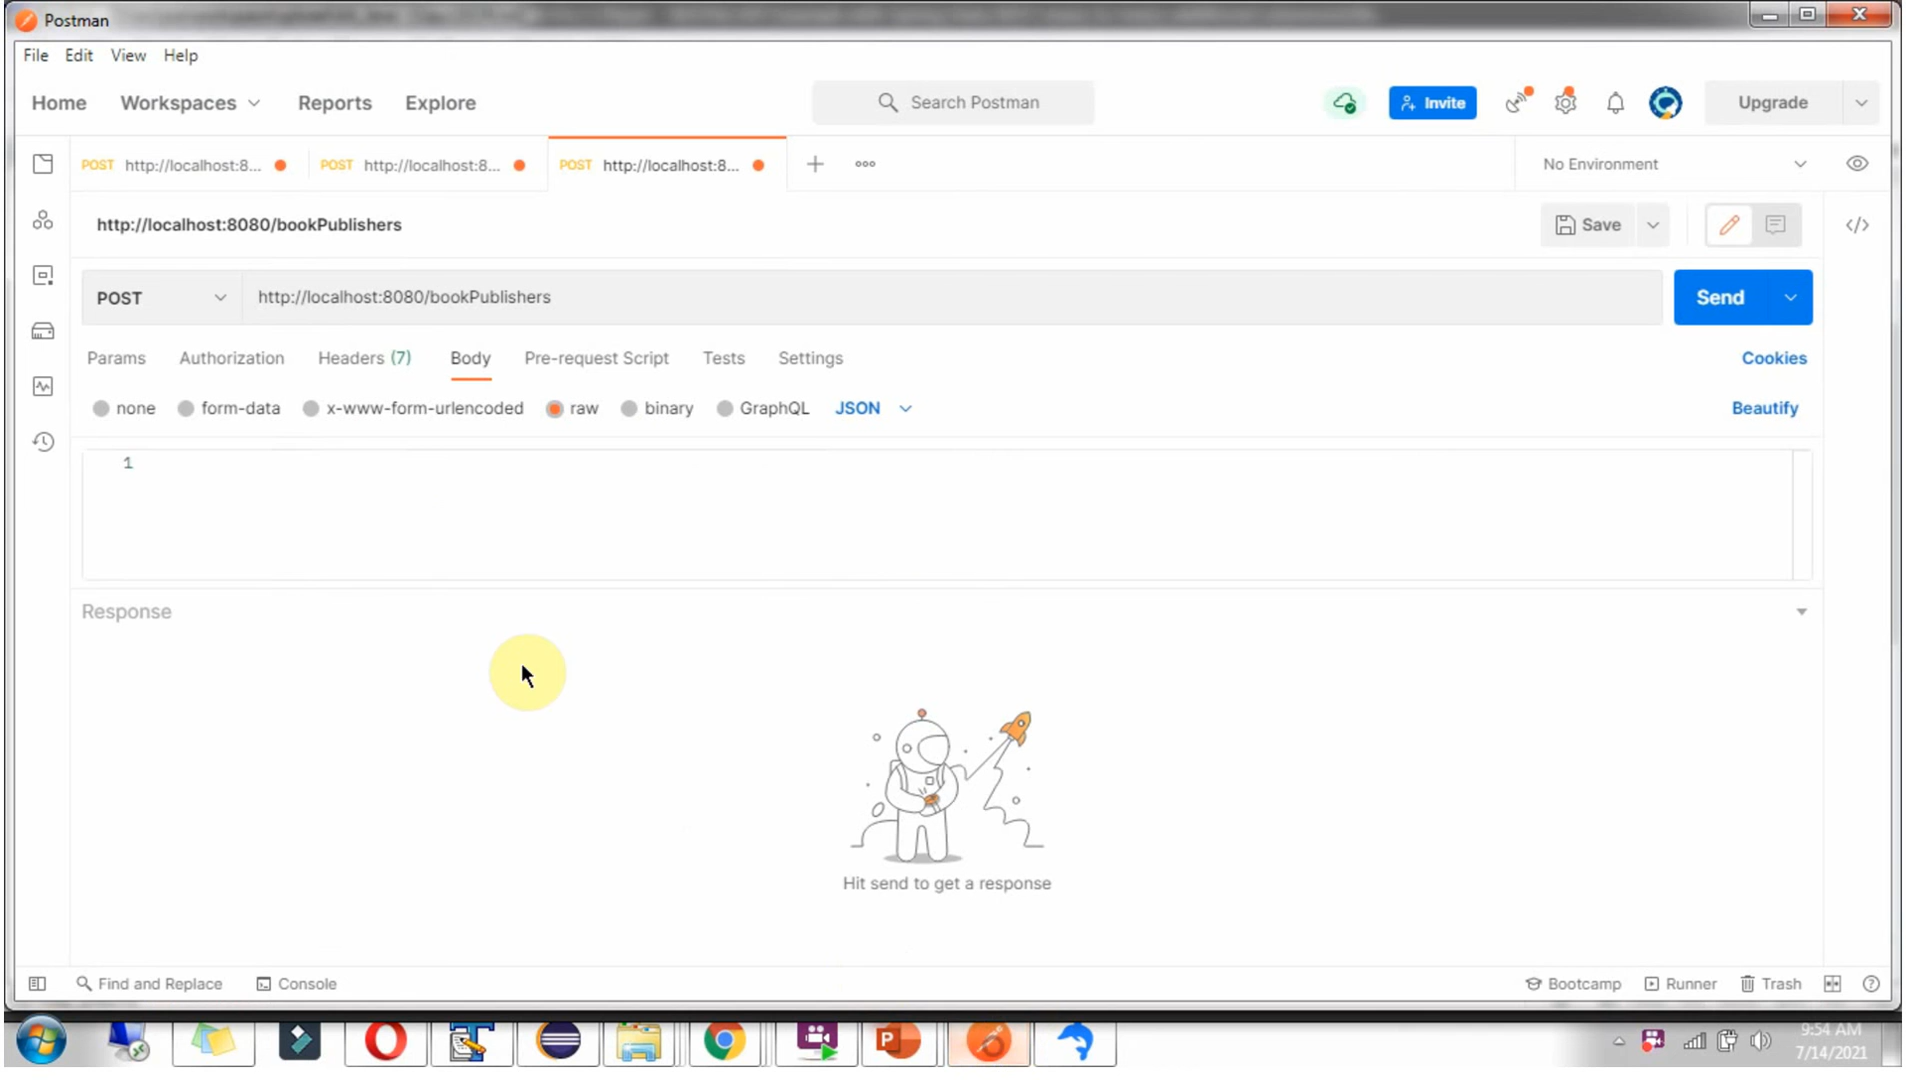 Postman
File Edit View Help
Home Workspaces Reports Explore Search Postman Invite Upgrade
POST http://localhost:8... POST http://localhost:8... POST http://localhost:8... No Environment
http://localhost:8080/bookPublishers Save
POST http://localhost:8080/bookPublishers Send
Params Authorization Headers (7) Body Pre-request Script Tests Settings Cookies
none form-data x-www-form-urlencoded raw binary GraphQL JSON Beautify
1
Response
Hit send to get a response
Find and Replace Console Bootcamp Runner Trash
9:54 AM
7/14/2021